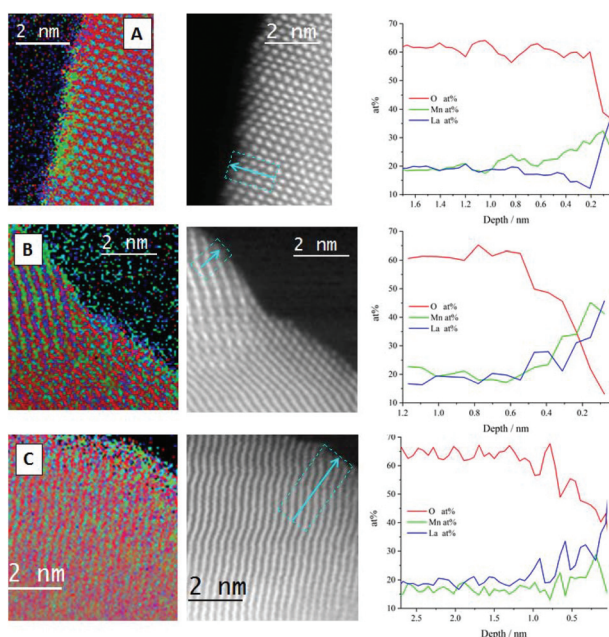 2 nm
A
2 nm
70
60
50
40
30
20
10
at%
O at%
Mn at%
La at%
1.6 1.4 1.2 1.0 0.8 0.6 0.4 0.2
Depth / nm
B
2 nm
2 nm
70
60
50
40
30
20
10
at%
O at%
Mn at%
La at%
1.2 1.0 0.8 0.6 0.4 0.2
Depth / nm
C
2 nm
2 nm
70
60
50
40
30
20
10
at%
O at%
Mn at%
La at%
2.5 2.0 1.5 1.0 0.5
Depth / nm